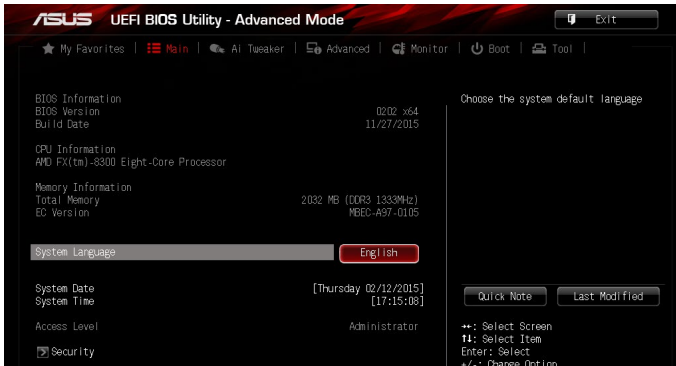 ASUS UEFI BIOS Utility - Advanced Mode Exit
My Favorites Main Ai Tweaker Advanced Monitor Boot Tool
BIOS Information
BIOS Version 0202 x64
Build Date 11/27/2015
CPU Information
AMD FX(tm)-8300 Eight-Core Processor
Memory Information
Total Memory 2032 MB (DDR3 1333MHz)
EC Version MBEC-A97-0105
System Language English
System Date [Thursday 02/12/2015]
System Time [17:15:08]
Access Level Administrator
Security
Choose the system default language
Quick Note Last Modified
→←: Select Screen
↑↓: Select Item
Enter: Select
+/-: Change Option